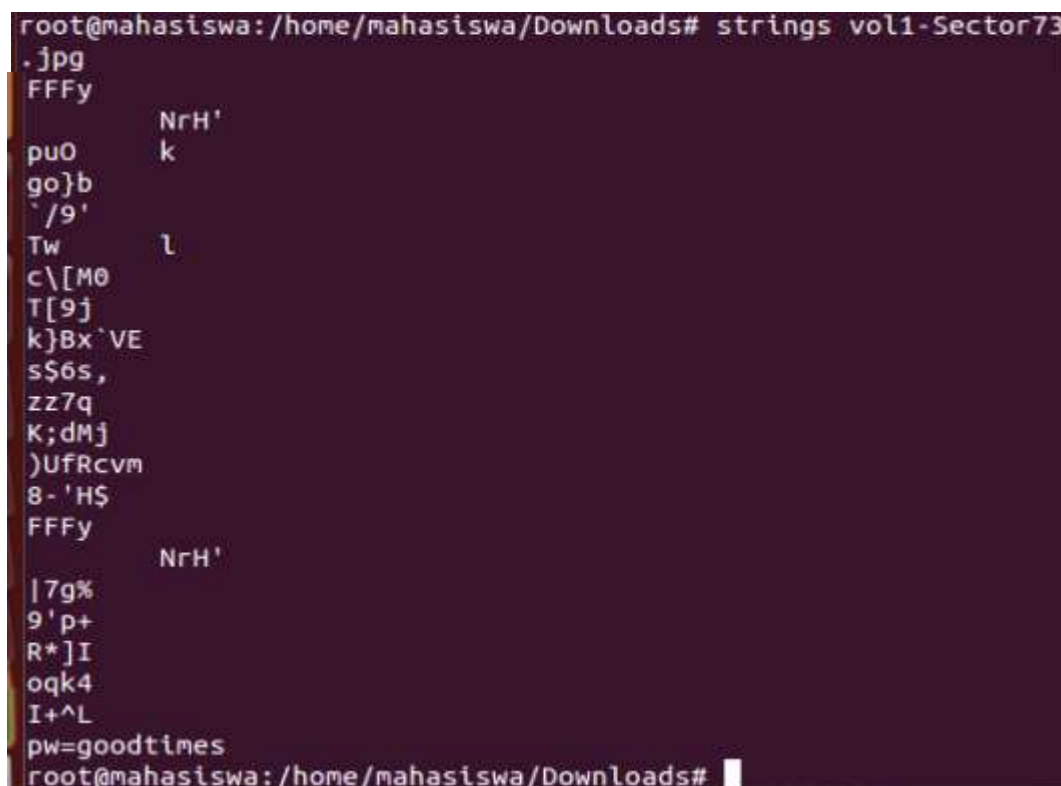 root@mahasiswa:/home/mahasiswa/Downloads# strings vol1-Sector73
.jpg
FFFy
NrH'
puO k
go}b
`/9'
Tw l
c\[M0
T[9j
k}Bx`VE
s$6s,
zz7q
K;dMj
)UfRcvm
8-'H$
FFFy
NrH'
|7g%
9'p+
R*]I
oqk4
I+^L
pw=goodtimes
root@mahasiswa:/home/mahasiswa/Downloads#